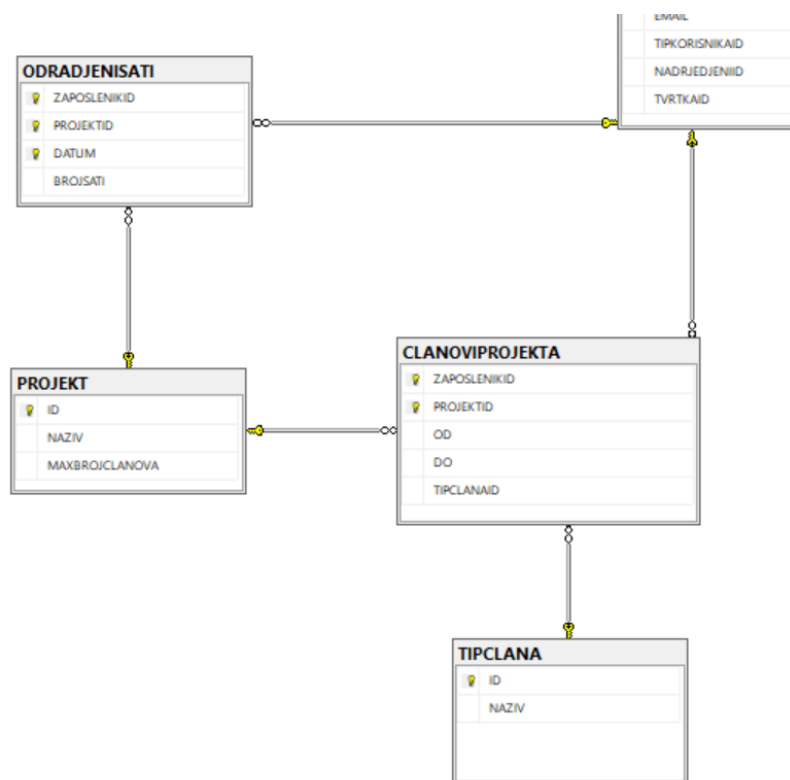 EMAIL
TIPKORISNIKAID
NADRJEDJENIID
TVRTKAID
ODRADJENISATI
ZAPOSLENIKID
PROJEKTID
DATUM
BROJSATI
PROJEKT
ID
NAZIV
MAXBROJCLANOVA
CLANOVIPROJEKTA
ZAPOSLENIKID
PROJEKTID
OD
DO
TIPCLANAID
TIPCLANA
ID
NAZIV